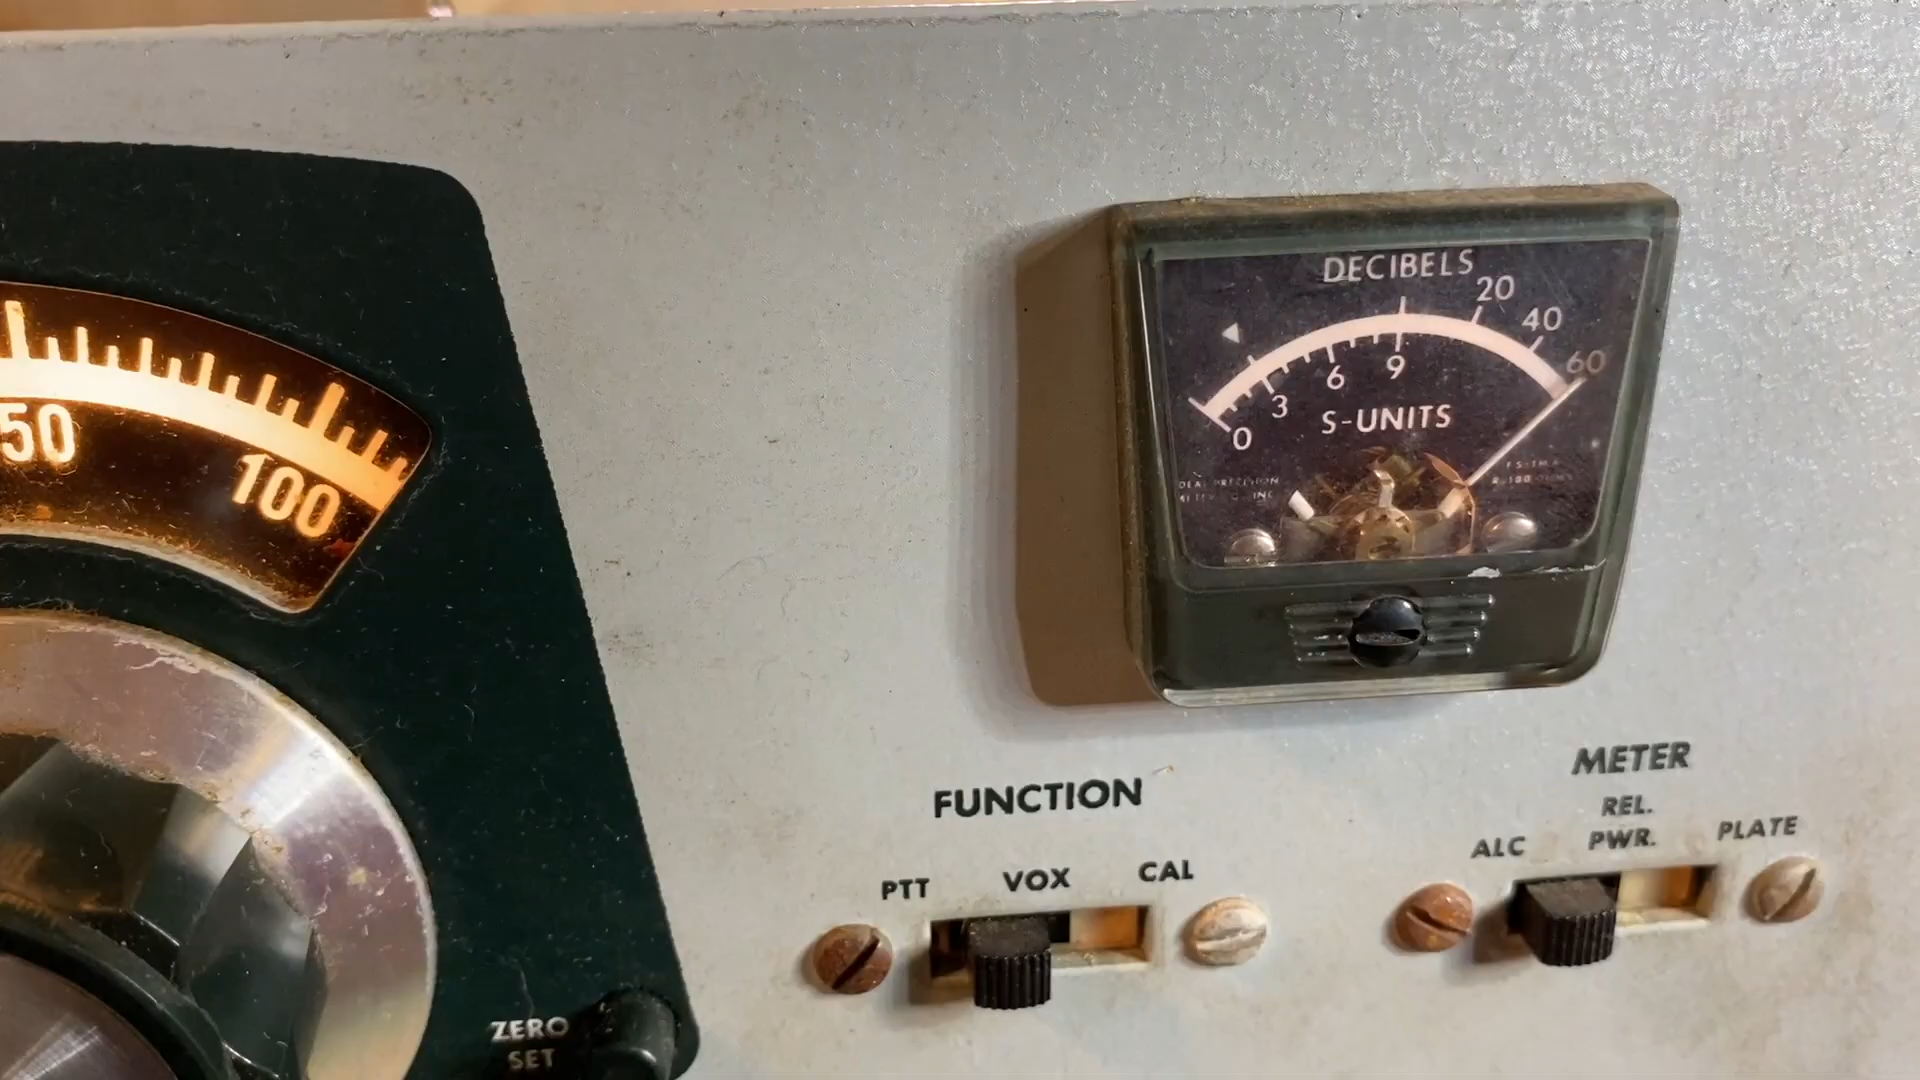 50
100
DECIBELS
20
40
60
0
3
6
9
S-UNITS
FUNCTION
PTT
VOX
CAL
METER
ALC
REL.
PWR.
PLATE
ZERO
SET